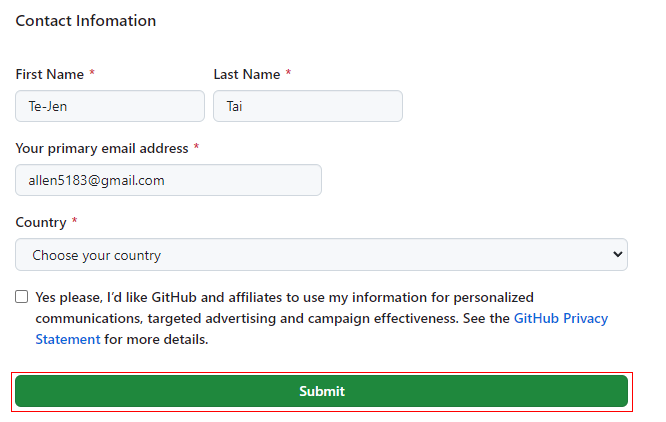 Contact Infomation
First Name * Last Name *
Te-Jen Tai
Your primary email address *
allen5183@gmail.com
Country *
Choose your country
Yes please, I’d like GitHub and affiliates to use my information for personalized
communications, targeted advertising and campaign effectiveness. See the GitHub Privacy
Statement for more details.
Submit